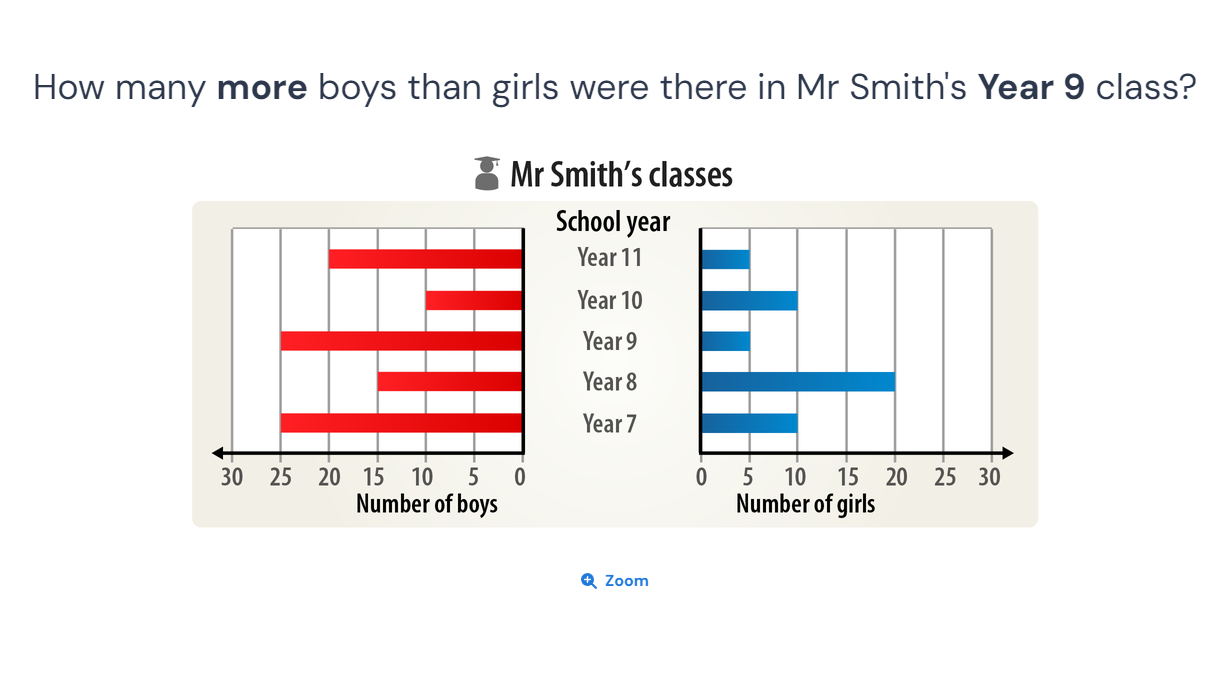 How many more boys than girls were there in Mr Smith's Year 9 class?
Mr Smith’s classes
School year
Year 11
Year 10
Year 9
Year 8
Year 7
30 25 20 15 10 5 0
0 5 10 15 20 25 30
Number of boys
Number of girls
Zoom